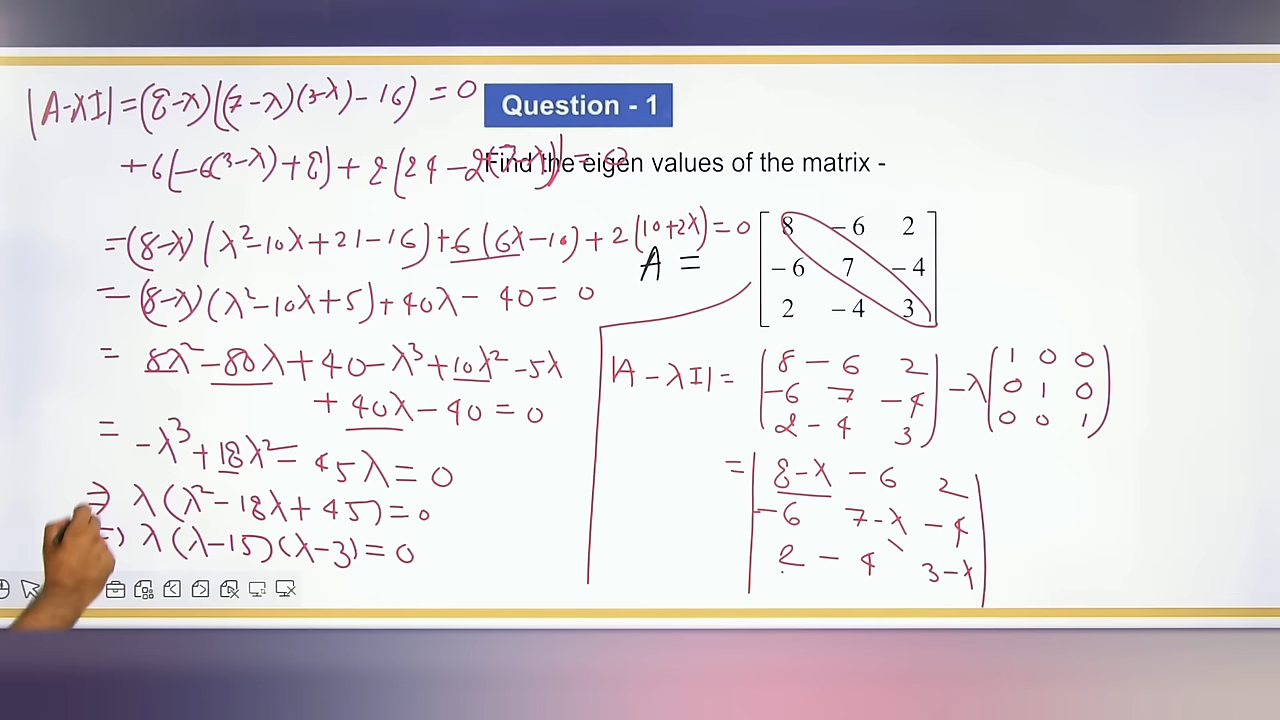 Question - 1
Find the eigen values of the matrix -
A = [ 8 - 6 2
- 6 7 - 4
2 - 4 3 ]
|A - λI| = | 8 - 6 2
-6 7 - 4
2 - 4 3 | - λ ( 1 0 0
0 1 0
0 0 1 )
= | 8-λ - 6 2
-6 7-λ - 4
2 - 4 3-λ |
|A-λI| = (8-λ)((7-λ)(3-λ) - 16) = 0
+6(-6(3-λ)+8) + 2(24 - 2(7-λ)) = 0
= (8-λ)(λ²-10λ+21-16) + 6(6λ-10) + 2(10+2λ) = 0
= (8-λ)(λ²-10λ+5) + 40λ - 40 = 0
= 8λ² - 80λ + 40 - λ³ + 10λ² - 5λ
+ 40λ - 40 = 0
= -λ³ + 18λ² - 45λ = 0
⇒ λ(λ² - 18λ + 45) = 0
⇒ λ(λ-15)(λ-3) = 0